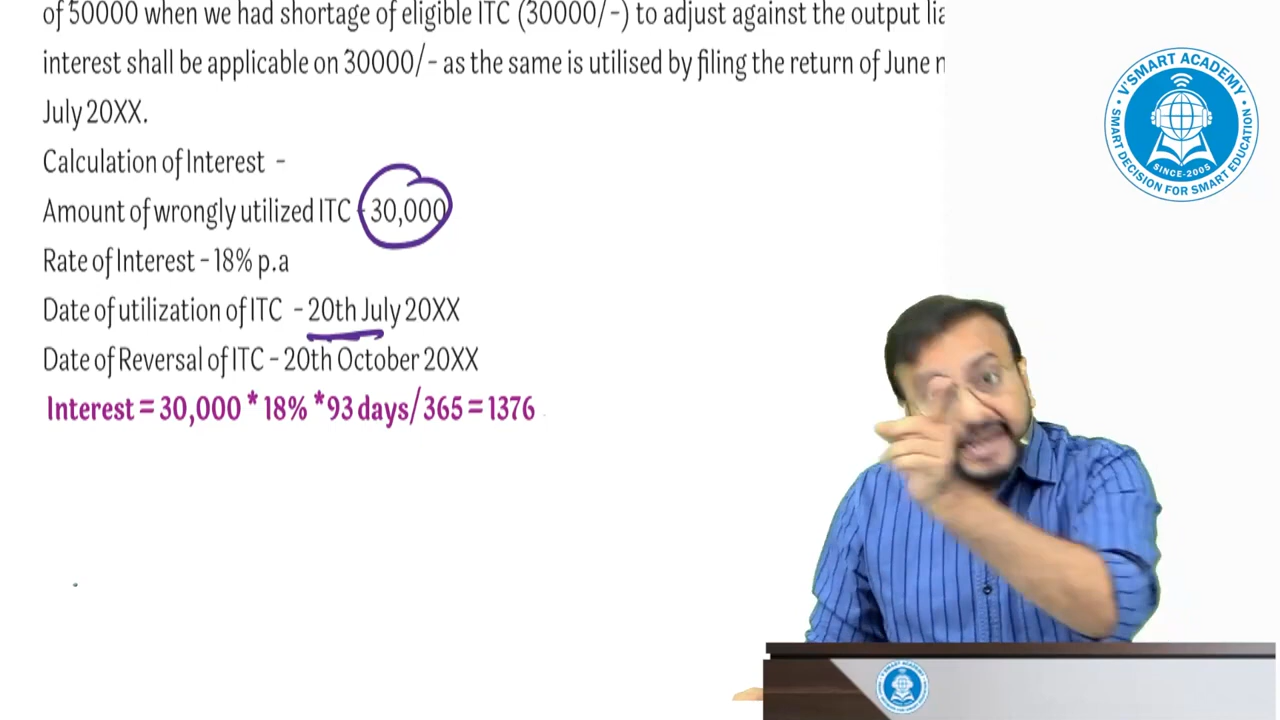 of 50000 when we had shortage of eligible ITC (30000/-) to adjust against the output
interest shall be applicable on 30000/- as the same is utilised by filing the return of June
July 20XX.
Calculation of Interest -
Amount of wrongly utilized ITC - 30,000
Rate of Interest - 18% p.a
Date of utilization of ITC - 20th July 20XX
Date of Reversal of ITC - 20th October 20XX
Interest = 30,000 * 18% *93 days/ 365 = 1376
V'SMART ACADEMY
SINCE-2005
SMART DECISION FOR SMART EDUCATION